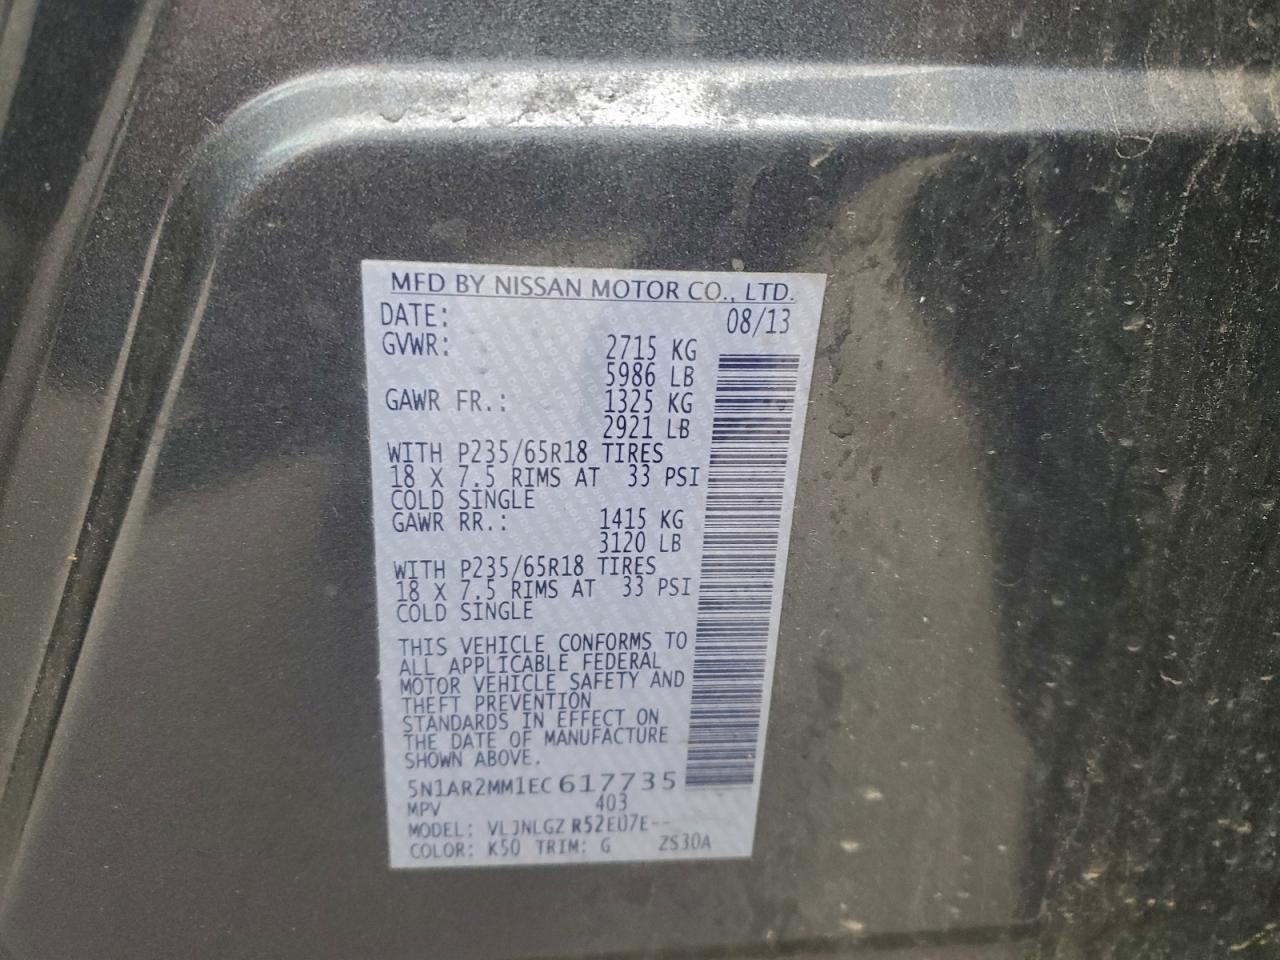 MFD BY NISSAN MOTOR CO., LTD.
DATE: 08/13
GVWR: 2715 KG
5986 LB
GAWR FR.: 1325 KG
2921 LB
WITH P235/65R18 TIRES
18 X 7.5 RIMS AT 33 PSI
COLD SINGLE
GAWR RR.: 1415 KG
3120 LB
WITH P235/65R18 TIRES
18 X 7.5 RIMS AT 33 PSI
COLD SINGLE
THIS VEHICLE CONFORMS TO
ALL APPLICABLE FEDERAL
MOTOR VEHICLE SAFETY AND
THEFT PREVENTION
STANDARDS IN EFFECT ON
THE DATE OF MANUFACTURE
SHOWN ABOVE.
5N1AR2MM1EC617735
MPV 403
MODEL: VLJNLGZ R52EU7E--
COLOR: K50 TRIM: G ZS30A